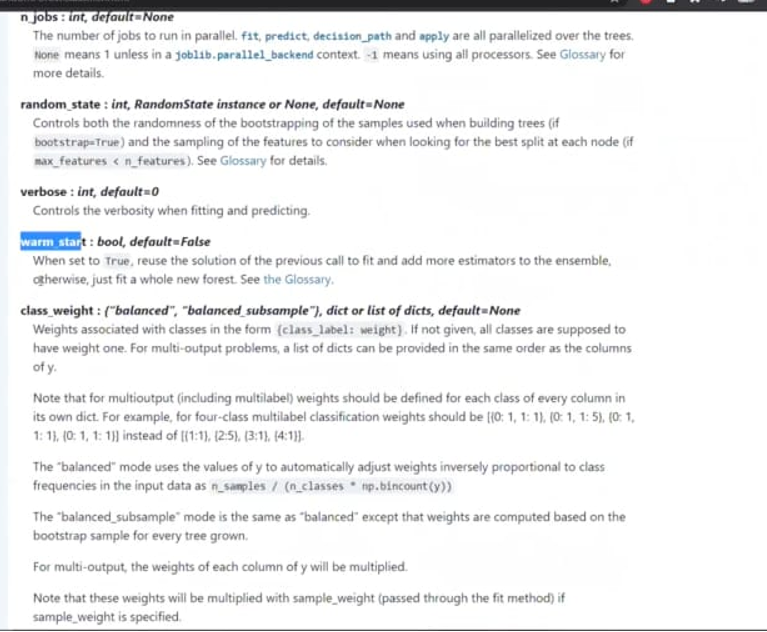 n_jobs : int, default=None
The number of jobs to run in parallel. fit, predict, decision_path and apply are all parallelized over the trees.
None means 1 unless in a joblib.parallel_backend context. -1 means using all processors. See Glossary for
more details.
random_state : int, RandomState instance or None, default=None
Controls both the randomness of the bootstrapping of the samples used when building trees (if
bootstrap=True) and the sampling of the features to consider when looking for the best split at each node (if
max_features < n_features). See Glossary for details.
verbose : int, default=0
Controls the verbosity when fitting and predicting.
warm_start : bool, default=False
When set to True, reuse the solution of the previous call to fit and add more estimators to the ensemble,
otherwise, just fit a whole new forest. See the Glossary.
class_weight : {"balanced", "balanced_subsample"}, dict or list of dicts, default=None
Weights associated with classes in the form {class_label: weight}. If not given, all classes are supposed to
have weight one. For multi-output problems, a list of dicts can be provided in the same order as the columns
of y.
Note that for multioutput (including multilabel) weights should be defined for each class of every column in
its own dict. For example, for four-class multilabel classification weights should be [{0: 1, 1: 1}, {0: 1, 1: 5}, {0: 1,
1: 1}, {0: 1, 1: 1}] instead of [{1:1}, {2:5}, {3:1}, {4:1}].
The "balanced" mode uses the values of y to automatically adjust weights inversely proportional to class
frequencies in the input data as n_samples / (n_classes * np.bincount(y))
The "balanced_subsample" mode is the same as "balanced" except that weights are computed based on the
bootstrap sample for every tree grown.
For multi-output, the weights of each column of y will be multiplied.
Note that these weights will be multiplied with sample_weight (passed through the fit method) if
sample_weight is specified.